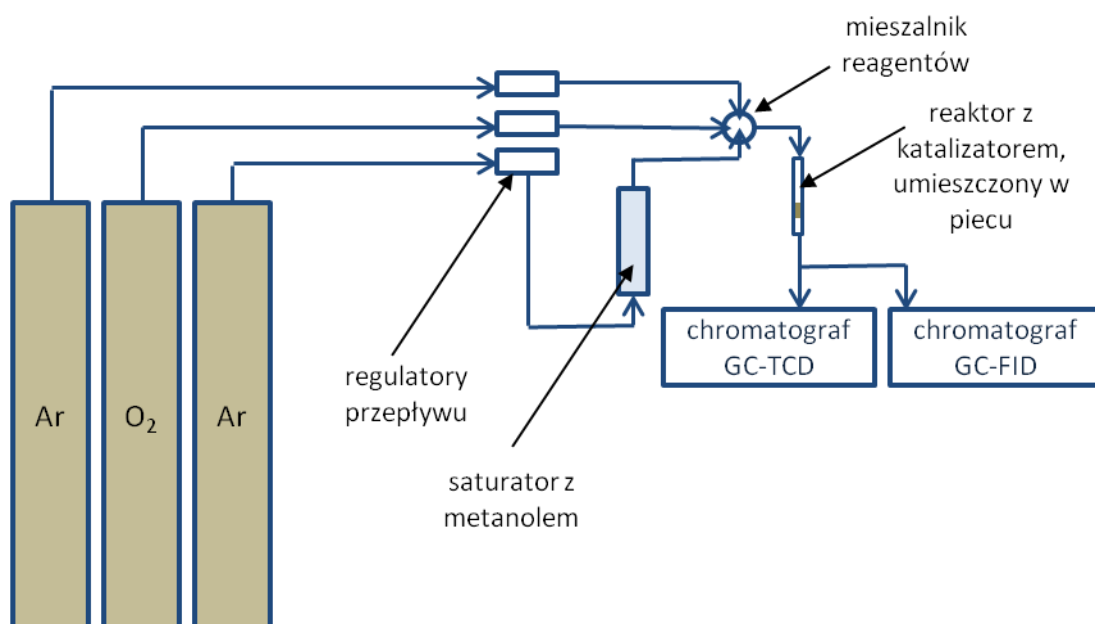 mieszalnik
reagentów
reaktor z
katalizatorem,
umieszczony w
piecu
chromatograf
GC-TCD
chromatograf
GC-FID
regulatory
przepływu
saturator z
metanolem
Ar
O₂
Ar